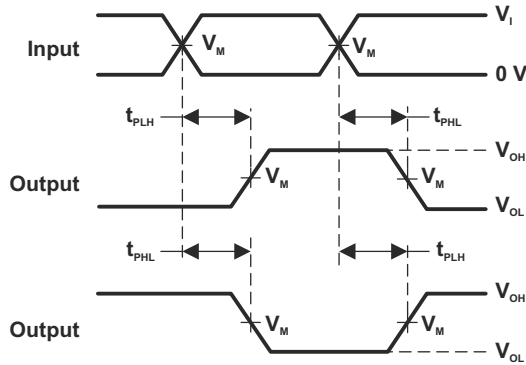 V_I
Input V_M V_M
0 V
t_PLH t_PHL
V_OH
Output V_M V_M
V_OL
t_PHL t_PLH
V_OH
Output V_M V_M
V_OL